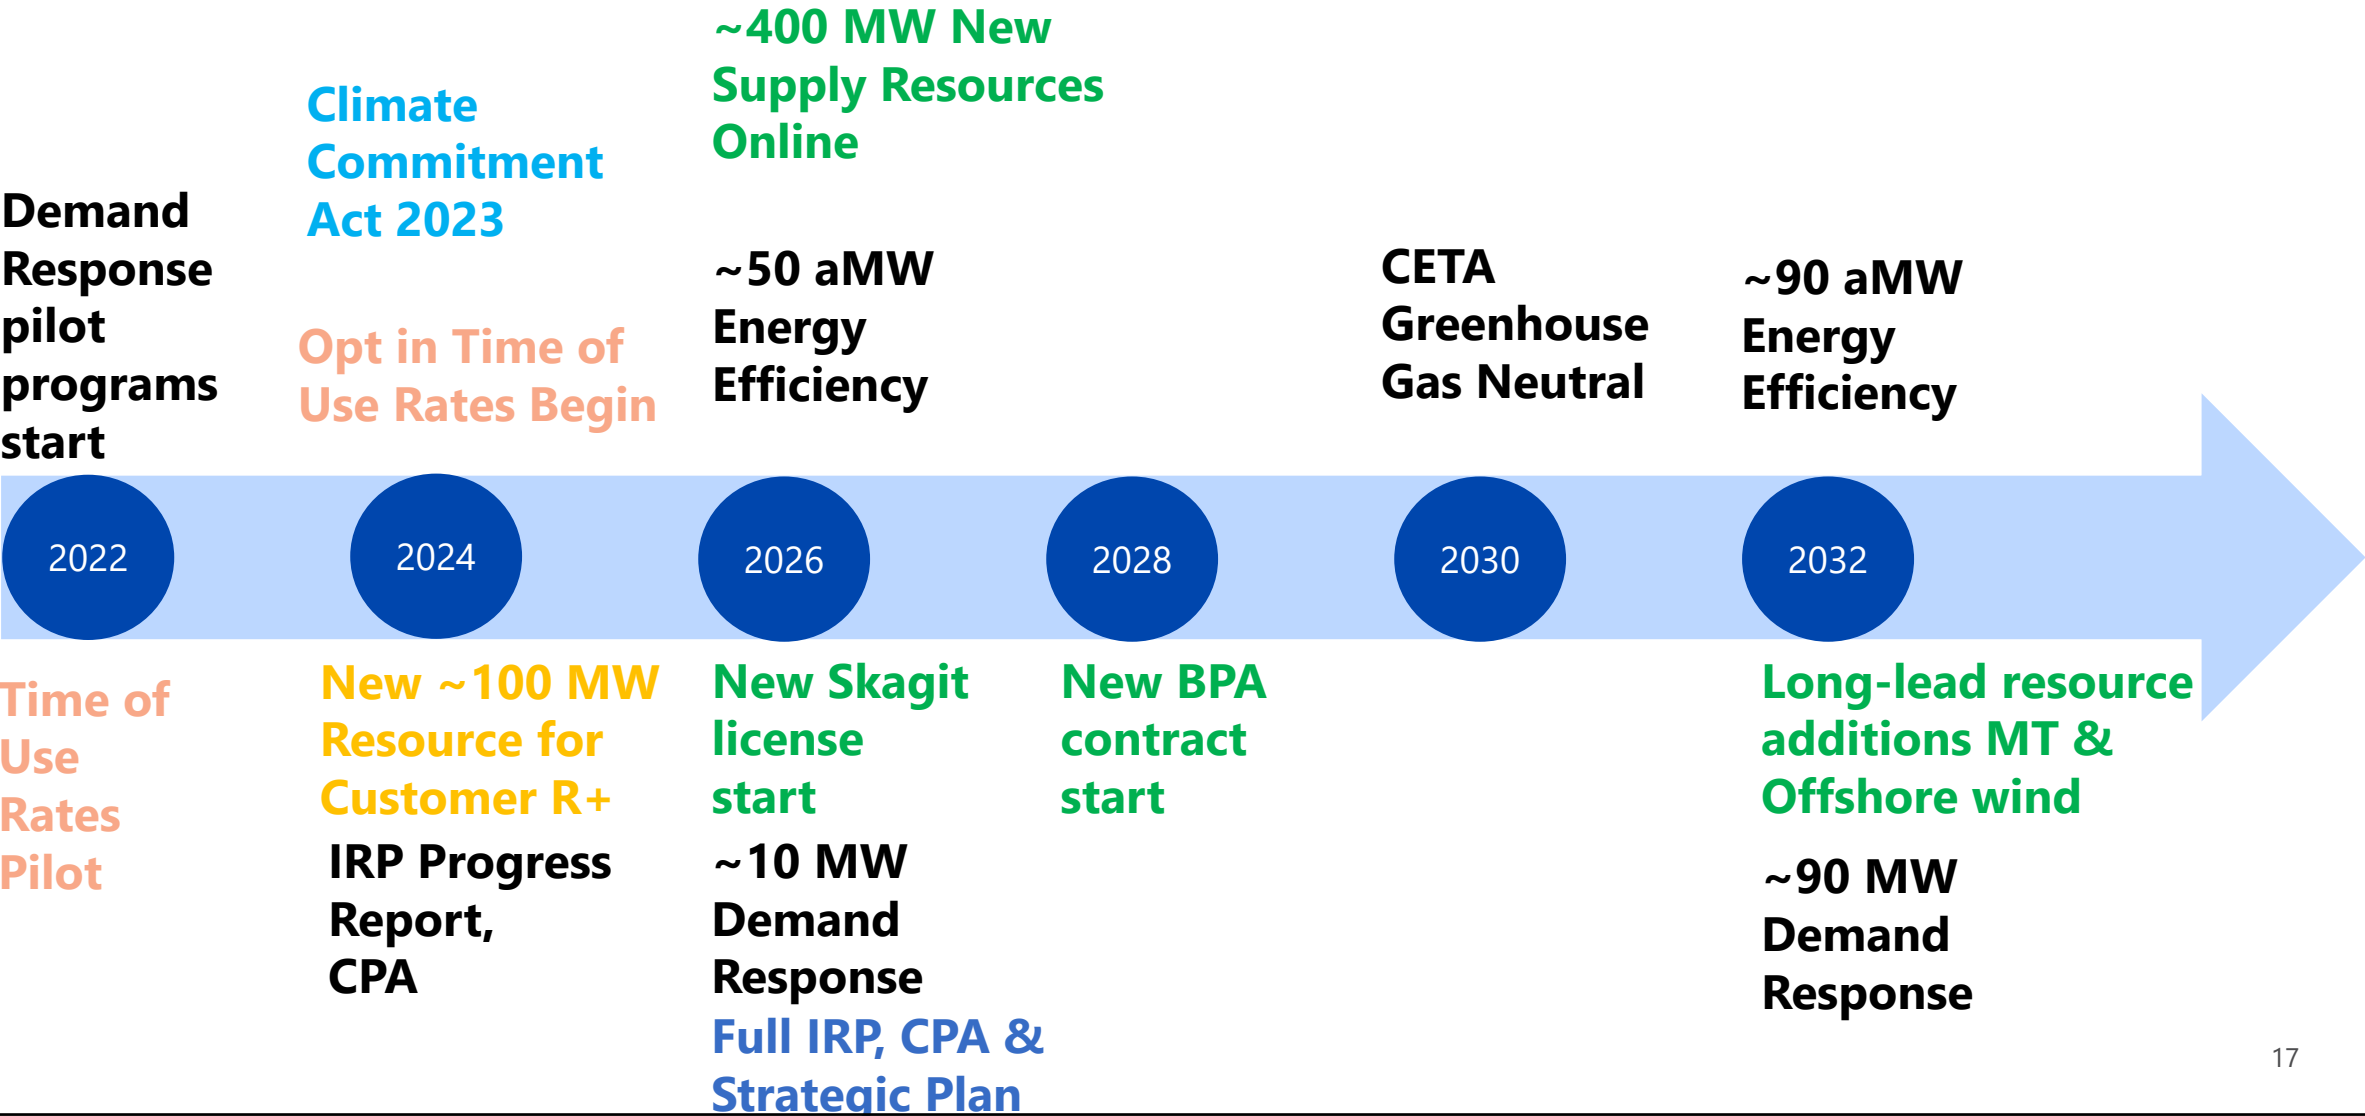 ~400 MW New
Supply Resources
Online
Climate
Commitment
Act 2023
Demand
Response
pilot
programs
start
Opt in Time of
Use Rates Begin
~50 aMW
Energy
Efficiency
CETA
Greenhouse
Gas Neutral
~90 aMW
Energy
Efficiency
2022
2024
2026
2028
2030
2032
Time of
Use
Rates
Pilot
New ~100 MW
Resource for
Customer R+
IRP Progress
Report,
CPA
New Skagit
license
start
~10 MW
Demand
Response
Full IRP, CPA &
Strategic Plan
New BPA
contract
start
Long-lead resource
additions MT &
Offshore wind
~90 MW
Demand
Response
17